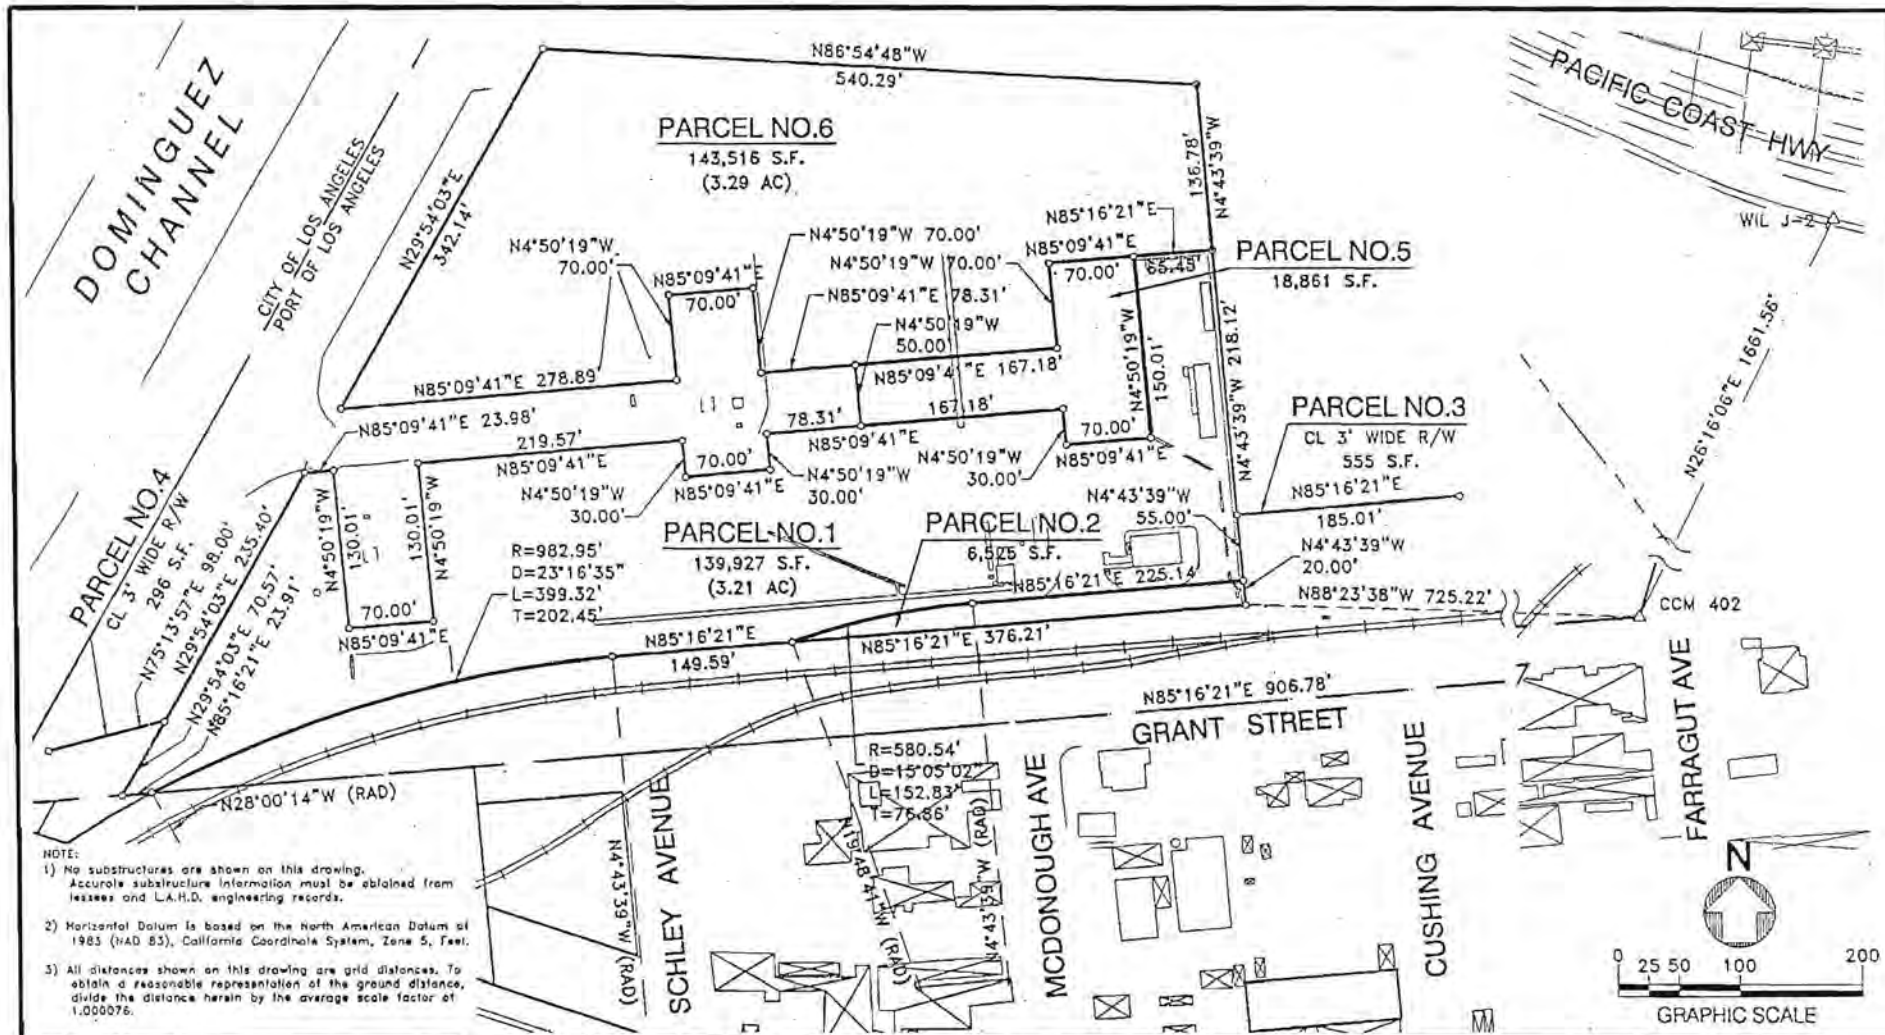 DOMINGUEZ
CHANNEL
CITY OF LOS ANGELES
PORT OF LOS ANGELES
N86°54'48"W
540.29'
PARCEL NO.6
143,516 S.F.
(3.29 AC)
N29°54'03"E
342.14'
136.78'
N4°43'39"W
PACIFIC COAST HWY
WIL J-2
N26°16'06"E 1661.56'
N4°50'19"W
70.00'
N85°09'41"E
70.00'
N4°50'19"W 70.00'
N4°50'19"W 70.00'
N85°09'41"E 78.31'
N4°50'19"W
50.00'
N85°16'21"E
N85°09'41"E
70.00'
65.45'
PARCEL NO.5
18,861 S.F.
N85°09'41"E 278.89'
N85°09'41"E 167.18'
N4°50'19"W
150.01'
N4°43'39"W 218.12'
N85°09'41"E 23.98'
219.57'
N85°09'41"E
70.00'
N85°09'41"E
78.31'
N85°09'41"E
167.18'
70.00'
N85°09'41"E
N4°50'19"W
30.00'
N4°50'19"W
30.00'
N4°50'19"W
30.00'
PARCEL NO.3
CL 3' WIDE R/W
555 S.F.
N85°16'21"E
185.01'
N4°43'39"W
55.00'
N4°43'39"W
20.00'
PARCEL NO.4
CL 3' WIDE R/W
296 S.F.
N75°13'57"E 98.00'
N29°54'03"E 235.40'
N29°54'03"E 70.57'
N85°16'21"E 23.91'
N4°50'19"W
130.01'
130.01'
N4°50'19"W
70.00'
N85°09'41"E
R=982.95'
D=23°16'35"
L=399.32'
T=202.45'
PARCEL NO.1
139,927 S.F.
(3.21 AC)
PARCEL NO.2
6,525 S.F.
N85°16'21"E 225.14'
N85°16'21"E
149.59'
N85°16'21"E 376.21'
N88°23'38"W 725.22'
CCM 402
N85°16'21"E 906.78'
GRANT STREET
N28°00'14"W (RAD)
R=580.54'
D=15°05'02"
L=152.83'
T=76.86'
N4°43'39"W (RAD)
SCHLEY AVENUE
N19°48'41"W (RAD)
N4°43'39"W (RAD)
MCDONOUGH AVE
CUSHING AVENUE
FARRAGUT AVE
NOTE:
1) No substructures are shown on this drawing.
Accurate substructure information must be obtained from
lessees and L.A.H.D. engineering records.
2) Horizontal Datum is based on the North American Datum of
1983 (NAD 83), California Coordinate System, Zone 5, Feet.
3) All distances shown on this drawing are grid distances. To
obtain a reasonable representation of the ground distance,
divide the distance herein by the average scale factor of
1.000076.
N
0 25 50 100 200
GRAPHIC SCALE